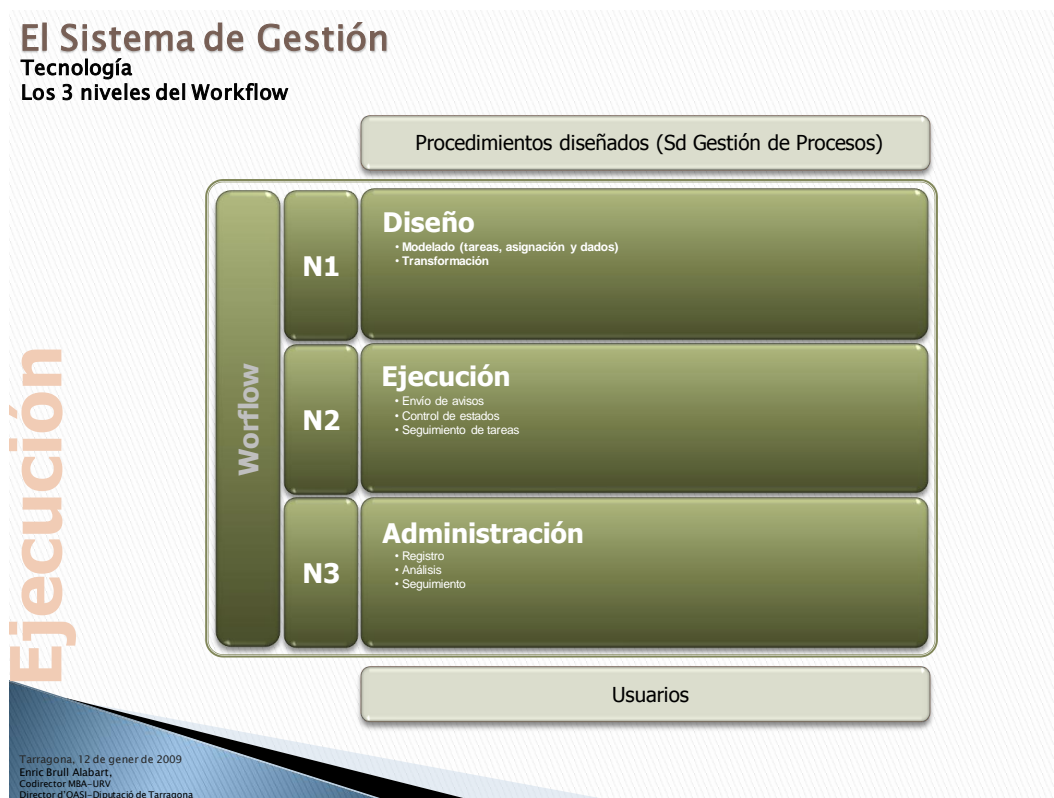 El Sistema de Gestión
Tecnología
Los 3 niveles del Workflow
Procedimientos diseñados (Sd Gestión de Procesos)
Worflow
N1
Diseño
• Modelado (tareas, asignación y dados)
• Transformación
N2
Ejecución
• Envío de avisos
• Control de estados
• Seguimiento de tareas
N3
Administración
• Registro
• Análisis
• Seguimiento
Usuarios
Ejecución
Tarragona, 12 de gener de 2009
Enric Brull Alabart,
Codirector MBA-URV
Director d'OASI-Diputació de Tarragona